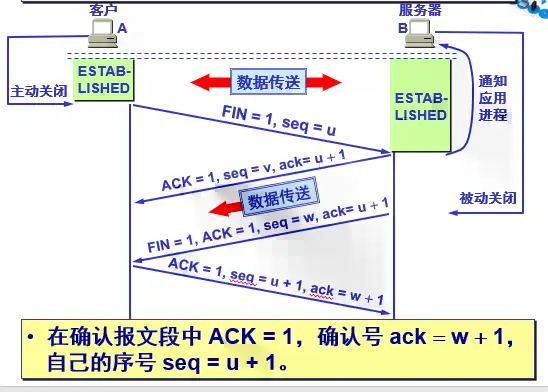 客户
服务器
A
B
ESTAB-
LISHED
数据传送
主动关闭
FIN = 1, seq = u
ESTAB-
LISHED
通知
应用
进程
ACK = 1, seq = v, ack= u + 1
数据传送
被动关闭
FIN = 1, ACK = 1, seq = w, ack= u + 1
ACK = 1, seq = u + 1, ack = w + 1
• 在确认报文段中 ACK = 1，确认号 ack = w + 1，
自己的序号 seq = u + 1。